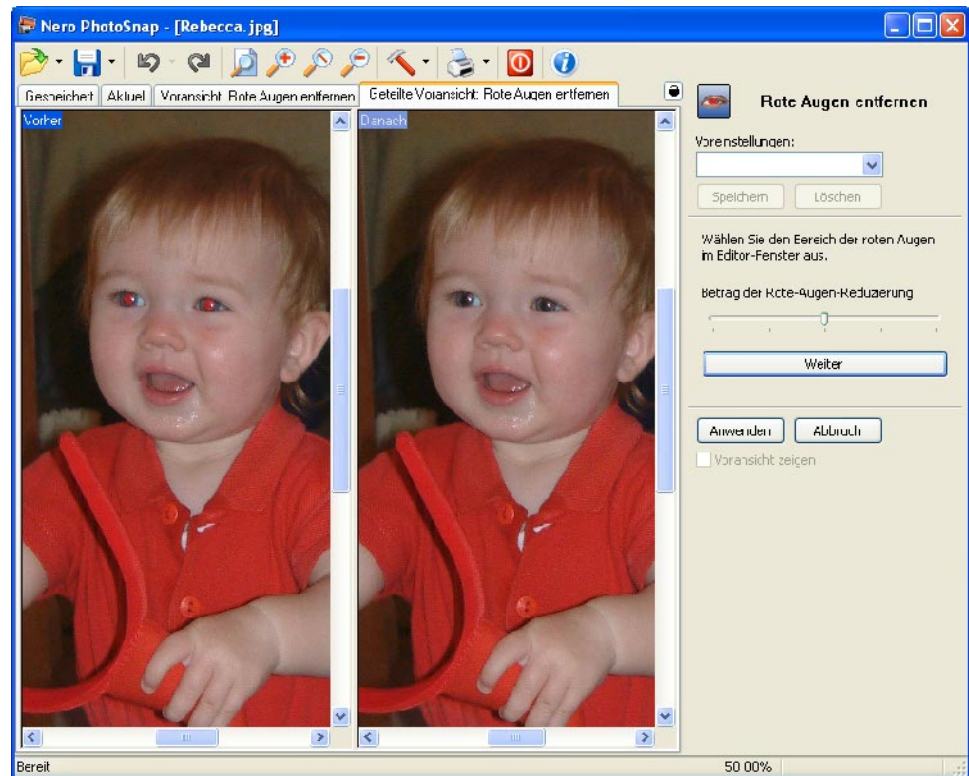 Nero PhotoSnap - [Rebecca.jpg]
Gespeichert Aktuel Voransicht: Rote Augen entfernen Geteilte Voransicht: Rote Augen entfernen
Vorher Danach
Rote Augen entfernen
Voreinstellungen:
Speichern Löschen
Wählen Sie den Bereich der roten Augen
im Editor-Fenster aus.
Betrag der Rote-Augen-Reduzierung
Weiter
Anwenden Abbruch
Voransicht zeigen
Bereit 50.00%